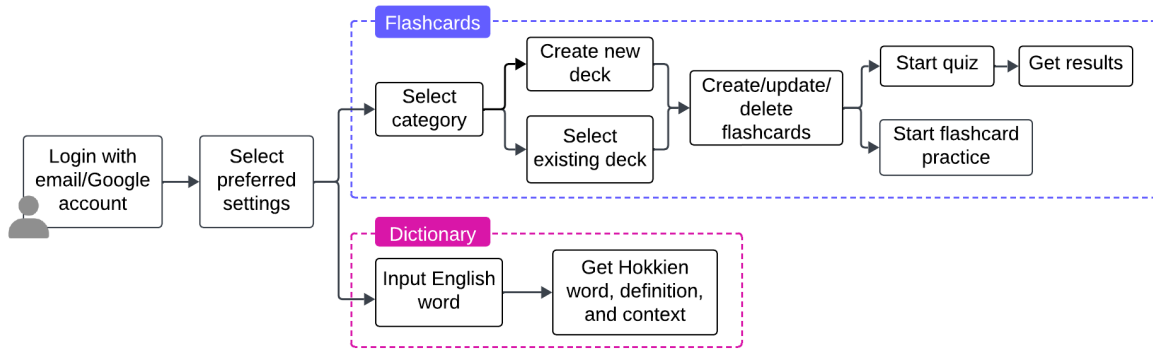 Flashcards
Create new
deck
Start quiz
Get results
Select
category
Create/update/
delete
flashcards
Select
existing deck
Start flashcard
practice
Login with
email/Google
account
Select
preferred
settings
Dictionary
Input English
word
Get Hokkien
word, definition,
and context